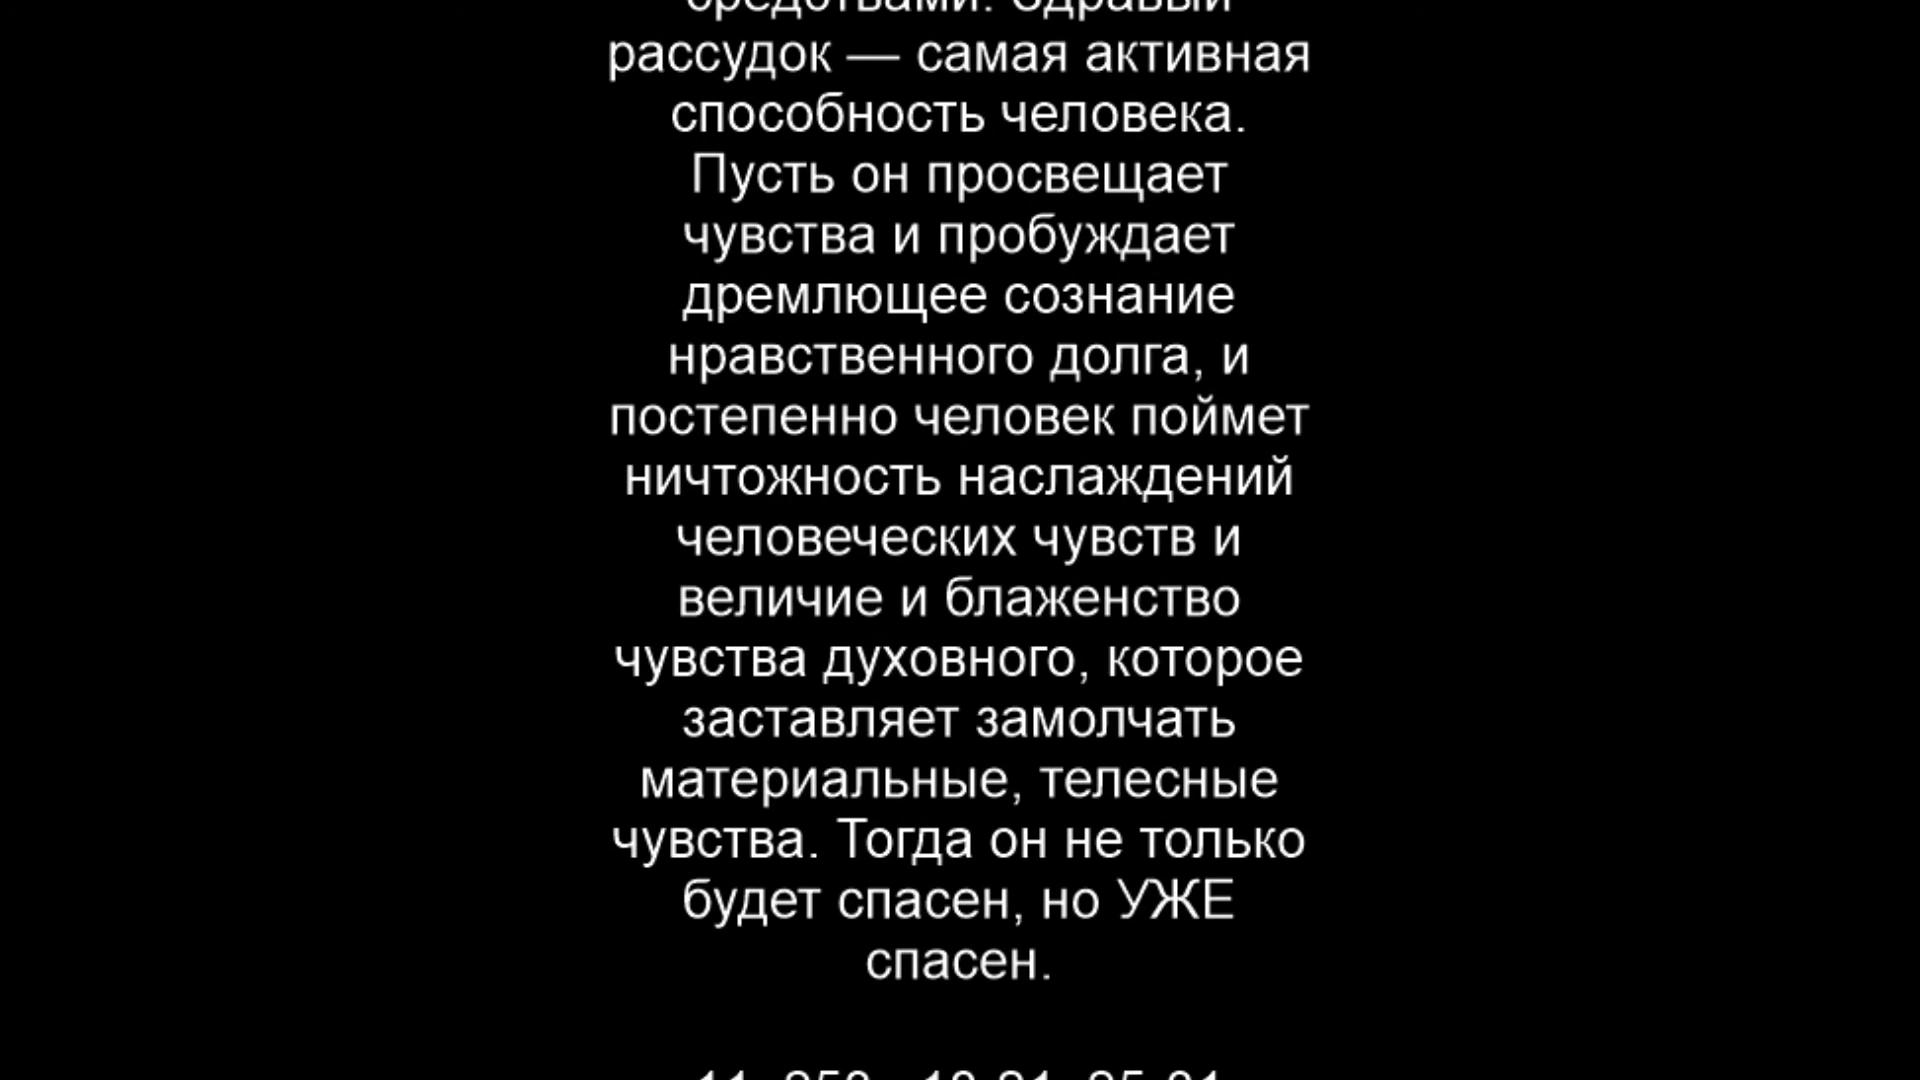 средствами. Здравый
рассудок — самая активная
способность человека.
Пусть он просвещает
чувства и пробуждает
дремлющее сознание
нравственного долга, и
постепенно человек поймет
ничтожность наслаждений
человеческих чувств и
величие и блаженство
чувства духовного, которое
заставляет замолчать
материальные, телесные
чувства. Тогда он не только
будет спасен, но УЖЕ
спасен.